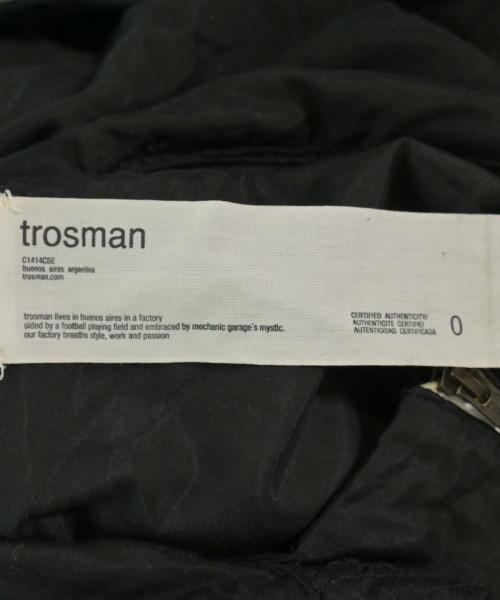 trosman
C1414CSE
buenos aires argentina
trosman.com
trosman lives in buenos aires in a factory
sided by a football playing field and embraced by mechanic garage's mystic.
our factory breaths style, work and passion
CERTIFIED AUTHENTICITY/
AUTHENTICITE CERTIFIE/
AUTENTICIDAD CERTIFICADA
0